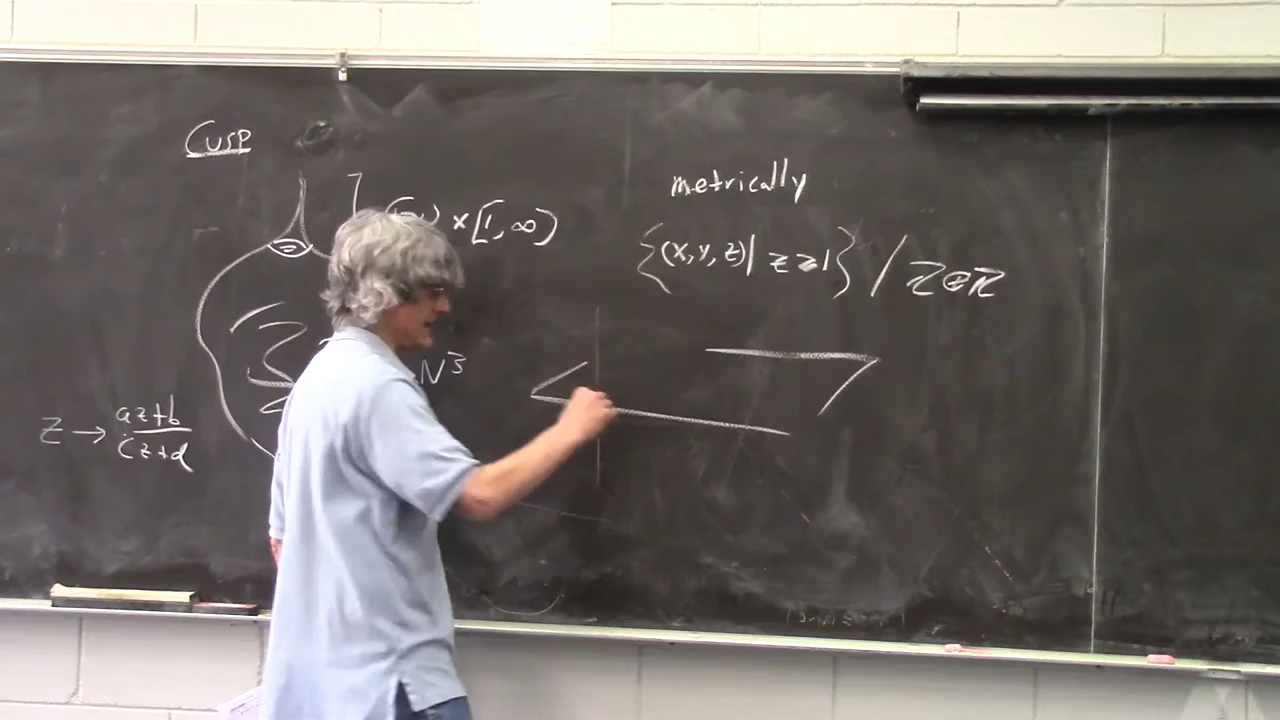 Cusp
× [1, ∞)
N³
z → az+b
cz+d
metrically
{(x, y, z) | z ≥ 1} / Z⊕Z